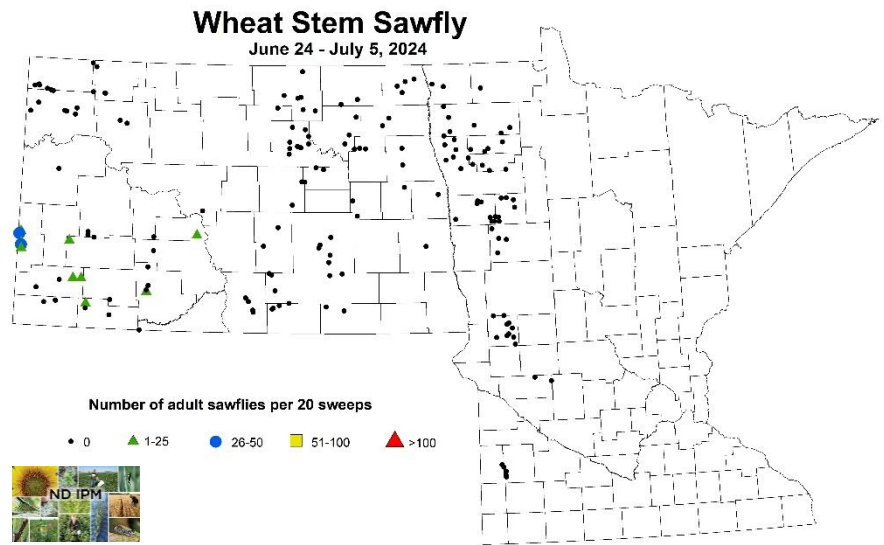 Wheat Stem Sawfly
June 24 - July 5, 2024
Number of adult sawflies per 20 sweeps
0 1-25 26-50 51-100 >100
ND IPM